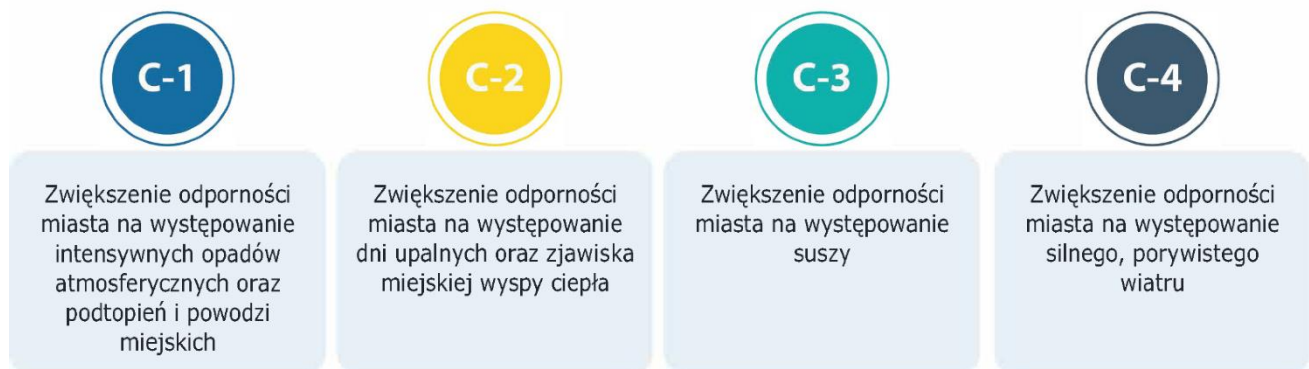 C-1
Zwiększenie odporności
miasta na występowanie
intensywnych opadów
atmosferycznych oraz
podtopień i powodzi
miejskich
C-2
Zwiększenie odporności
miasta na występowanie
dni upalnych oraz zjawiska
miejskiej wyspy ciepła
C-3
Zwiększenie odporności
miasta na występowanie
suszy
C-4
Zwiększenie odporności
miasta na występowanie
silnego, porywistego
wiatru